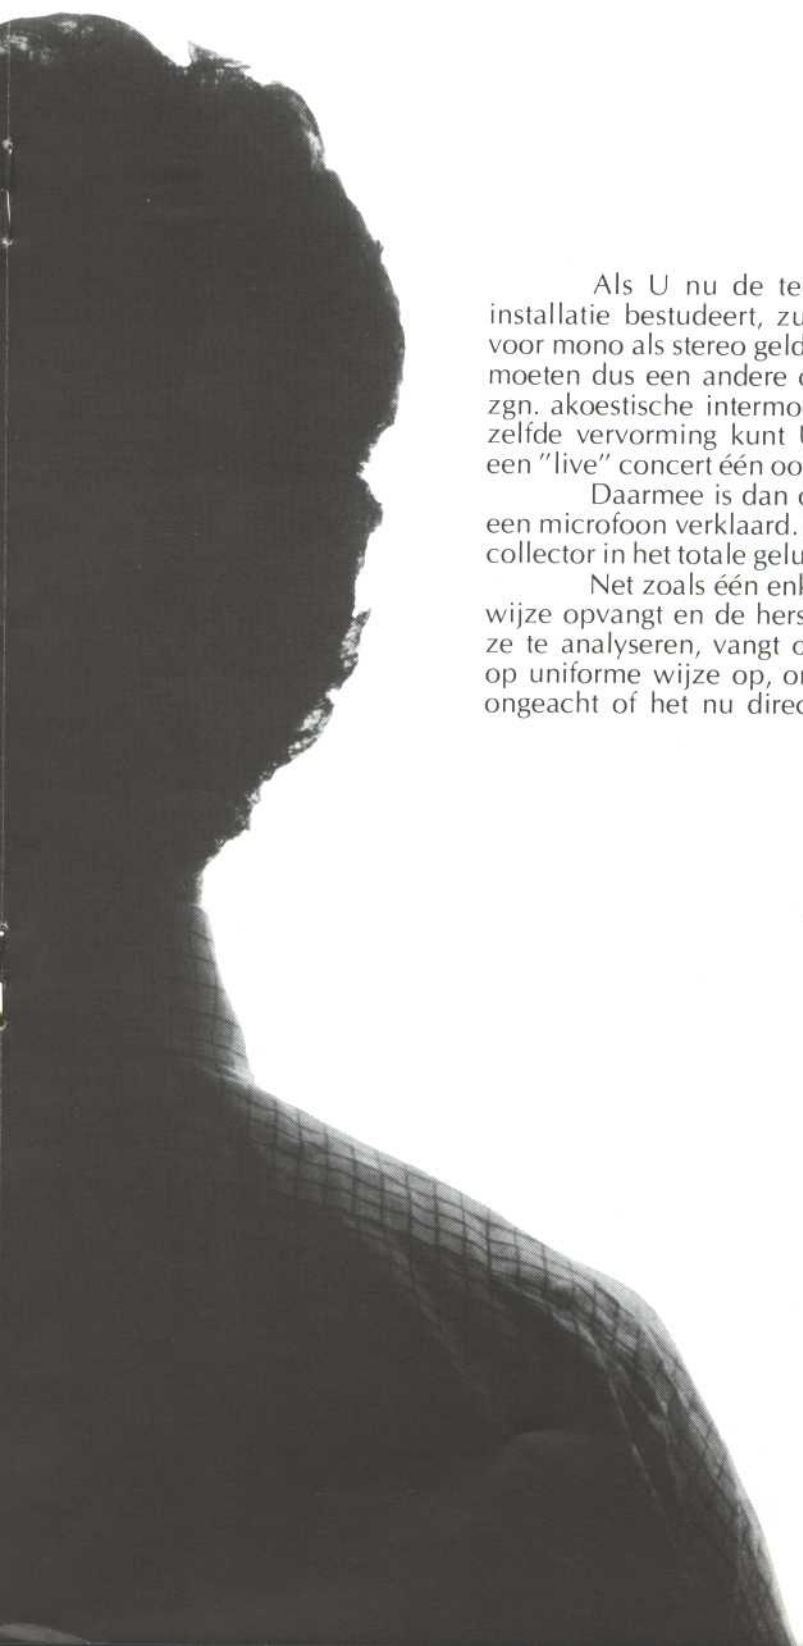 Als U nu de te
installatie bestudeert, zu
voor mono als stereo geld
moeten dus een andere
zgn. akoestische intermo
zelfde vervorming kunt
een "live" concert één oo
Daarmee is dan
een microfoon verklaard.
collector in het totale gelu
Net zoals één enk
wijze opvangt en de hers
ze te analyseren, vangt
op uniforme wijze op, on
ongeacht of het nu direc